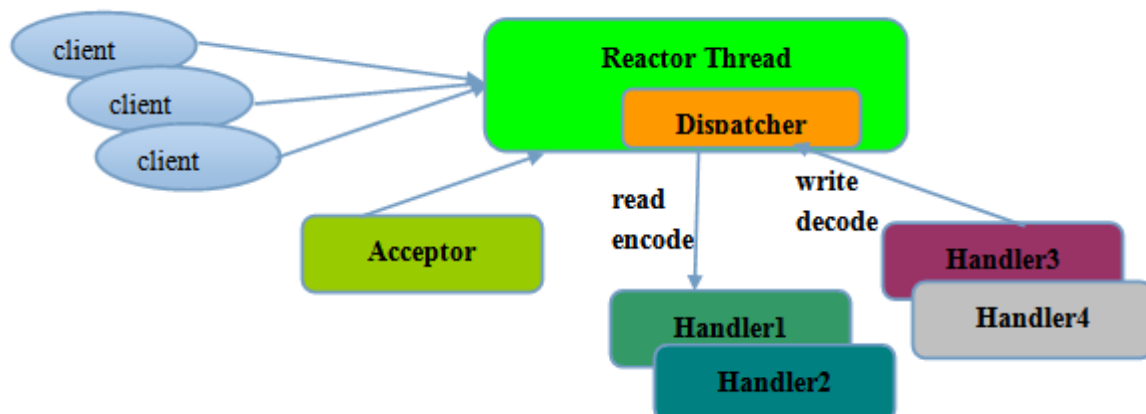 client
client
client
Reactor Thread
Dispatcher
Acceptor
read
encode
write
decode
Handler1
Handler2
Handler3
Handler4